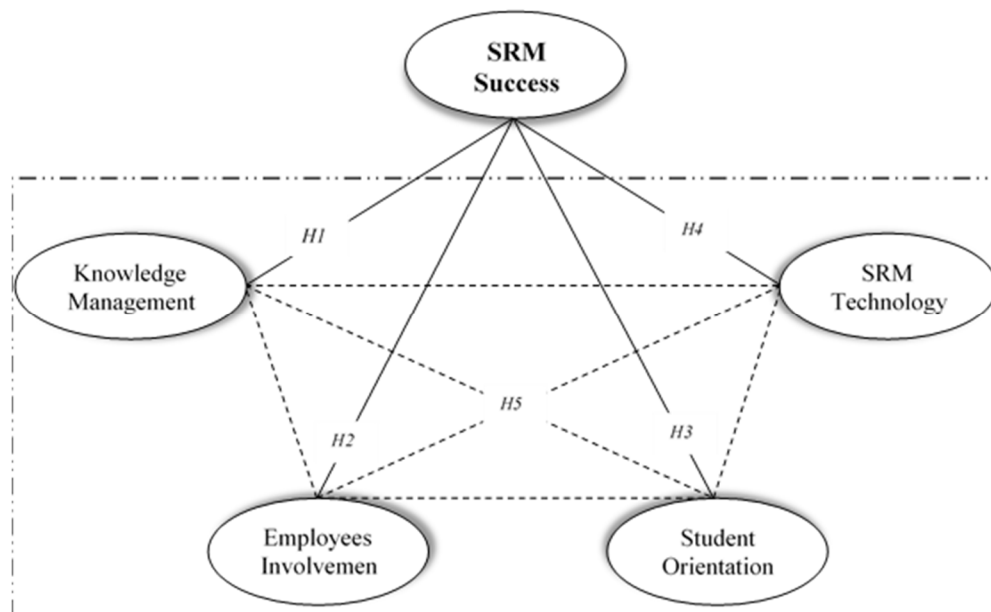 SRM
Success
H1
H4
Knowledge
Management
SRM
Technology
H5
H2
H3
Employees
Involvemen
Student
Orientation